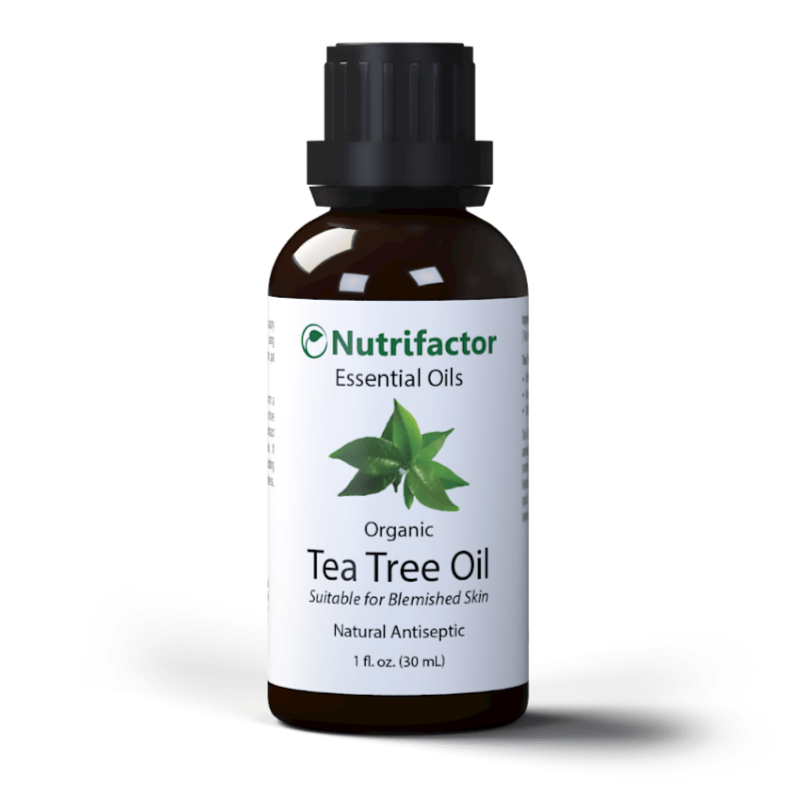 Nutrifactor
Essential Oils
Organic
Tea Tree Oil
Suitable for Blemished Skin
Natural Antiseptic
1 fl. oz. (30 mL)